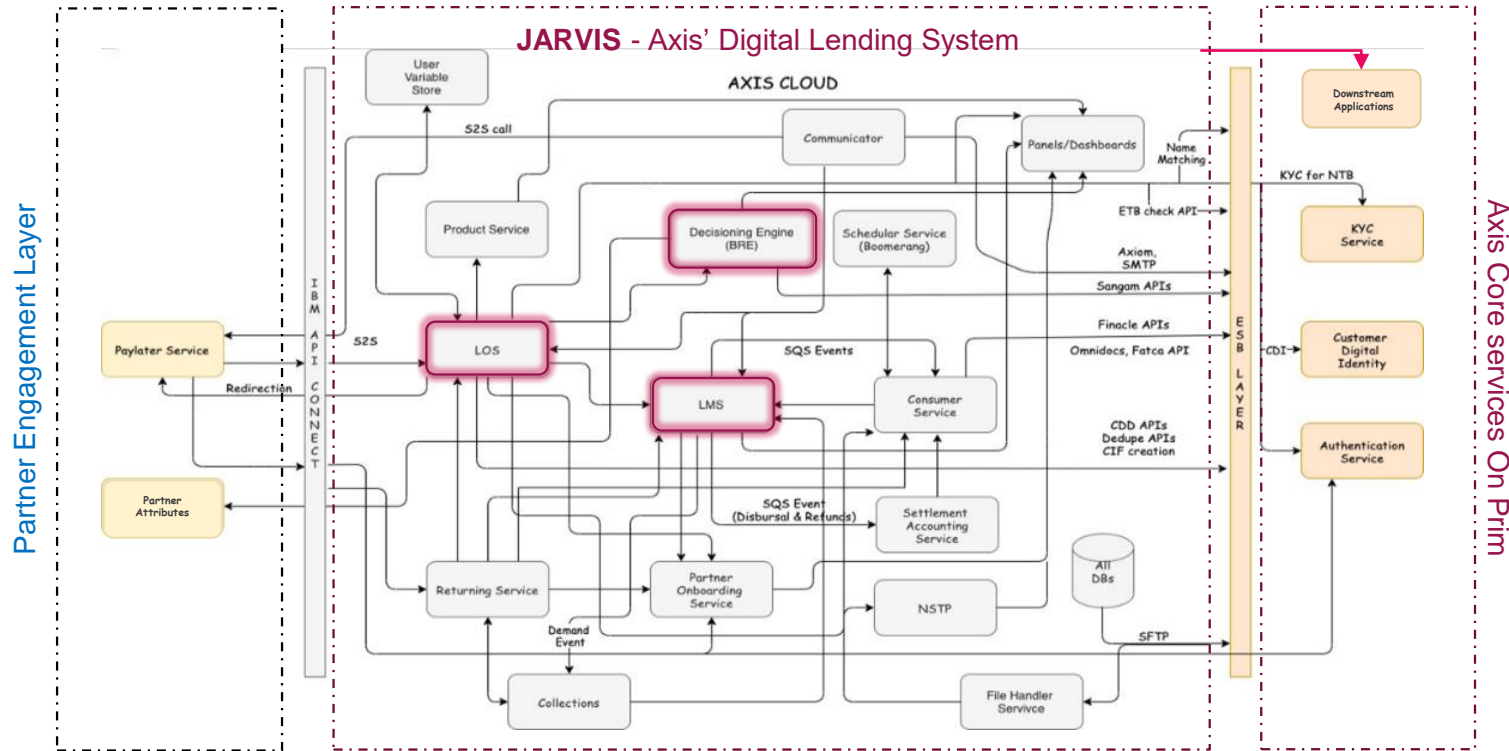 JARVIS - Axis' Digital Lending System
Partner Engagement Layer
Axis Core services On Prim
AXIS CLOUD
User
Variable
Store
S2S call
Communicator
Panels/Dashboards
Name
Matching
Downstream
Applications
KYC for NTB
ETB check API
KYC
Service
Product Service
Decisioning Engine
(BRE)
Schedular Service
(Boomerang)
Axiom,
SMTP
Sangam APIs
IBM API CONNECT
ESB LAYER
Paylater Service
S2S
LOS
SQS Events
Finacle APIs
Omnidocs, Fatca API
CDI
Customer
Digital
Identity
Redirection
LMS
Consumer
Service
CDD APIs
Dedupe APIs
CIF creation
Authentication
Service
Partner
Attributes
SQS Event
(Disbursal & Refunds)
Settlement
Accounting
Service
All
DBs
Returning Service
Partner
Onboarding
Service
NSTP
Demand
Event
SFTP
Collections
File Handler
Servivce